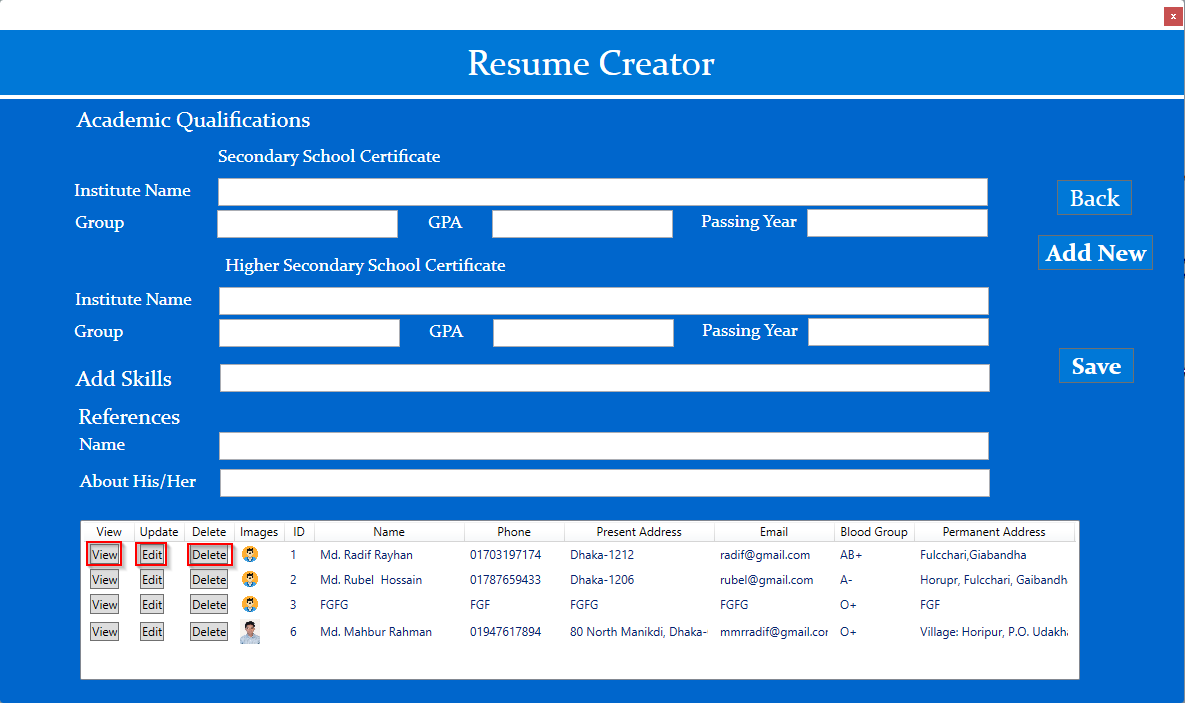 x
Resume Creator
Academic Qualifications
Secondary School Certificate
Institute Name
Back
Group GPA Passing Year
Add New
Higher Secondary School Certificate
Institute Name
Group GPA Passing Year
Save
Add Skills
References
Name
About His/Her
View Update Delete Images ID Name Phone Present Address Email Blood Group Permanent Address
View Edit Delete 1 Md. Radif Rayhan 01703197174 Dhaka-1212 radif@gmail.com AB+ Fulcchari,Giabandha
View Edit Delete 2 Md. Rubel Hossain 01787659433 Dhaka-1206 rubel@gmail.com A- Horupr, Fulcchari, Gaibandh
View Edit Delete 3 FGFG FGF FGFG FGFG O+ FGF
View Edit Delete 6 Md. Mahbur Rahman 01947617894 80 North Manikdi, Dhaka- mmrradif@gmail.cor O+ Village: Horipur, P.O. Udakha